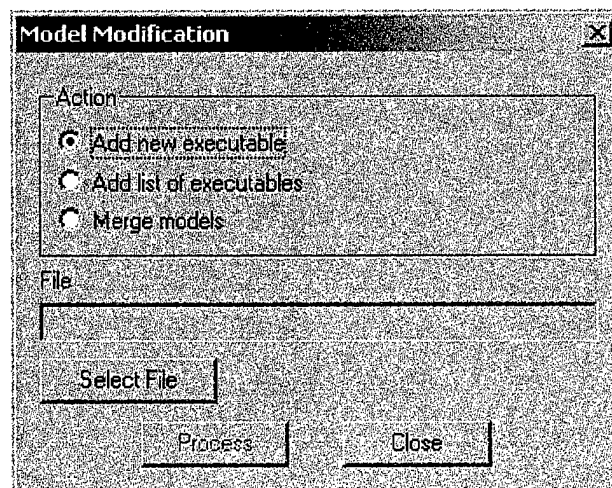 Model Modification
Action
Add new executable
Add list of executables
Merge models
File
Select File
Process Close